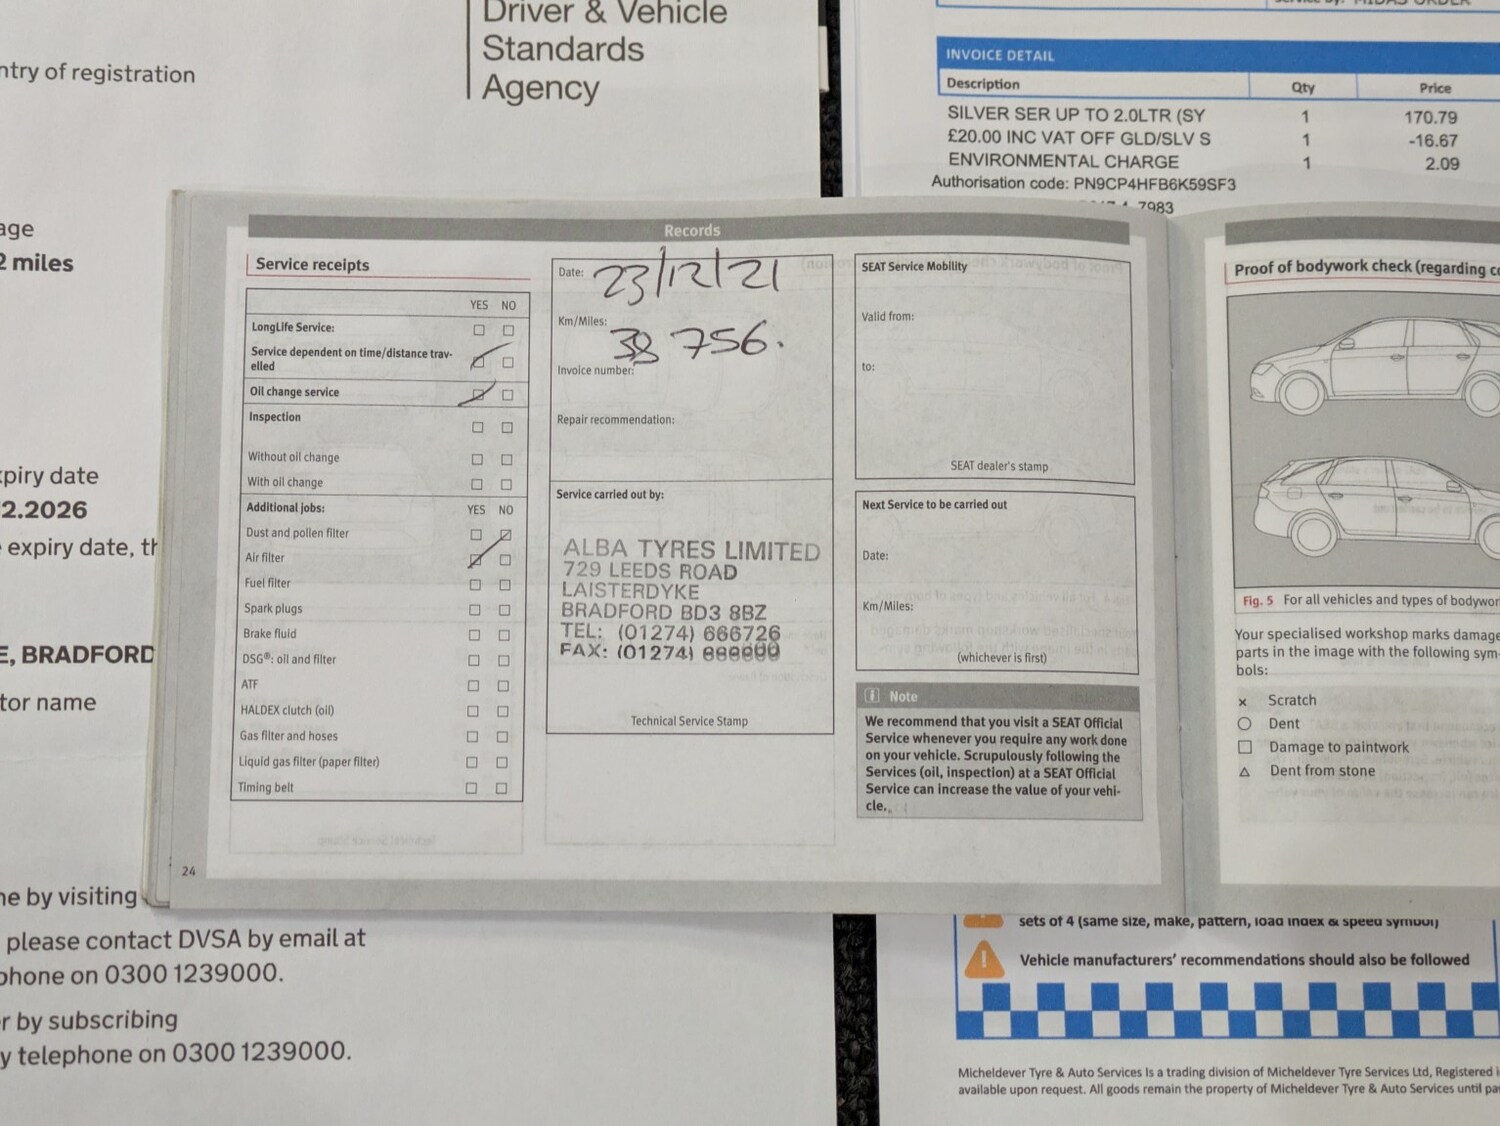 Driver & Vehicle
Standards
Agency
ntry of registration
age
2 miles
xpiry date
2.2026
expiry date, th
E, BRADFORD
tor name
ne by visiting
please contact DVSA by email at
phone on 0300 1239000.
r by subscribing
y telephone on 0300 1239000.
INVOICE DETAIL
Description Qty Price
SILVER SER UP TO 2.0LTR (SY 1 170.79
£20.00 INC VAT OFF GLD/SLV S 1 -16.67
ENVIRONMENTAL CHARGE 1 2.09
Authorisation code: PN9CP4HFB6K59SF3
7983
Records
Service receipts
YES NO
LongLife Service:
Service dependent on time/distance trav-
elled
Oil change service
Inspection
Without oil change
With oil change
Additional jobs: YES NO
Dust and pollen filter
Air filter
Fuel filter
Spark plugs
Brake fluid
DSG®: oil and filter
ATF
HALDEX clutch (oil)
Gas filter and hoses
Liquid gas filter (paper filter)
Timing belt
24
Date: 23/12/21
Km/Miles: 38 756.
Invoice number:
Repair recommendation:
Service carried out by:
ALBA TYRES LIMITED
729 LEEDS ROAD
LAISTERDYKE
BRADFORD BD3 8BZ
TEL: (01274) 666726
FAX: (01274)
Technical Service Stamp
SEAT Service Mobility
Valid from:
to:
SEAT dealer's stamp
Next Service to be carried out
Date:
Km/Miles:
(whichever is first)
i Note
We recommend that you visit a SEAT Official
Service whenever you require any work done
on your vehicle. Scrupulously following the
Services (oil, inspection) at a SEAT Official
Service can increase the value of your vehi-
cle.
Proof of bodywork check (regarding co
Fig. 5 For all vehicles and types of bodywor
Your specialised workshop marks damage
parts in the image with the following sym-
bols:
Scratch
Dent
Damage to paintwork
Dent from stone
sets of 4 (same size, make, pattern, load index & speed symbol)
Vehicle manufacturers' recommendations should also be followed
Micheldever Tyre & Auto Services Is a trading division of Micheldever Tyre Services Ltd, Registered i
available upon request. All goods remain the property of Micheldever Tyre & Auto Services until pa